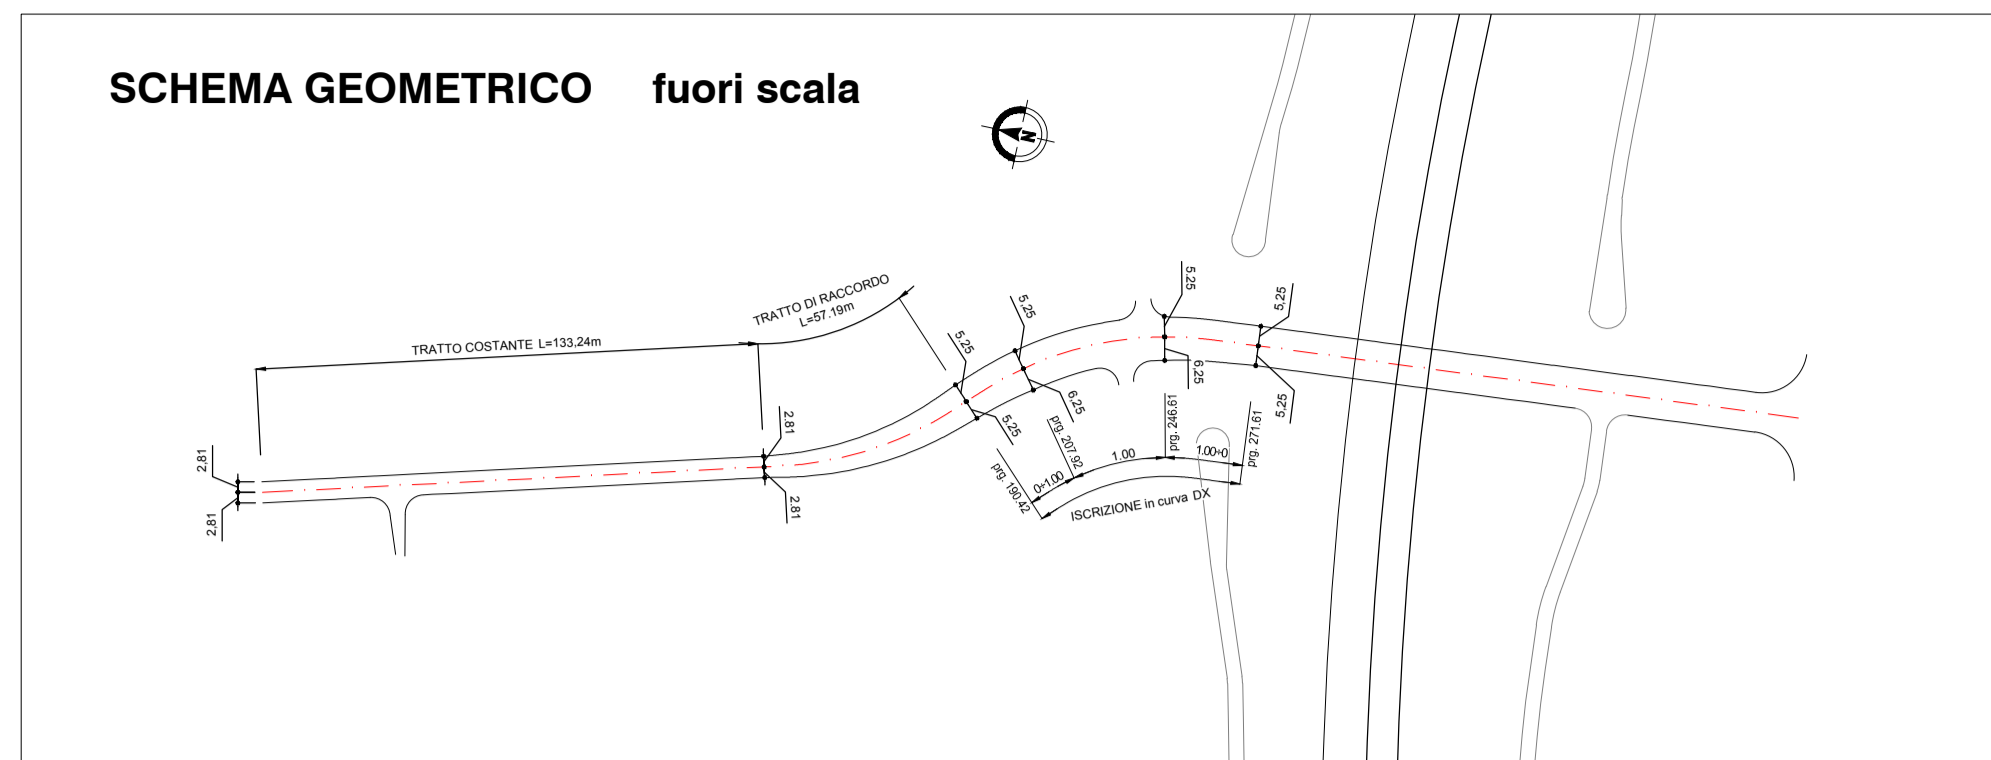 SCHEMA GEOMETRICO fuori scala
N
TRATTO DI RACCORDO
L=57.19m
TRATTO COSTANTE L=133,24m
5.25
5,25
5,25
5.25
2,81
2,81
2.81
2.81
5.25
6,25
6,25
5,25
prg. 190.42
prg. 207.92
prg. 246.61
prg. 271.61
0÷1.00
1.00
1.00÷0
ISCRIZIONE in curva DX